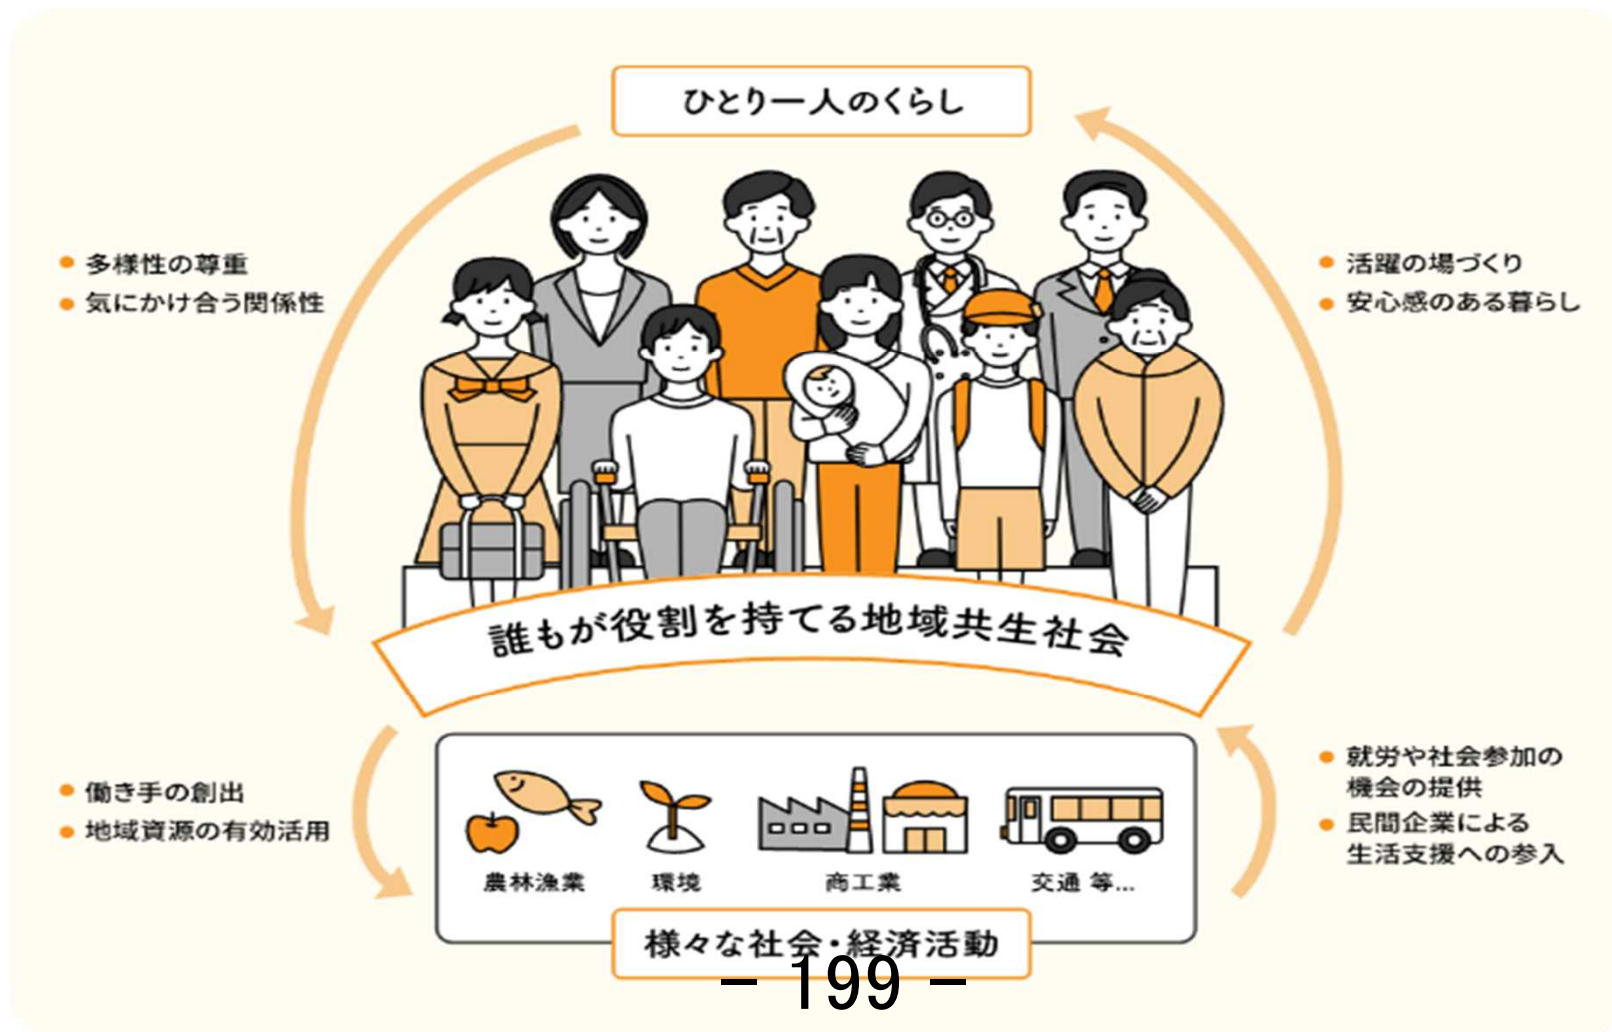 ひとり一人のくらし
● 多様性の尊重
● 気にかけ合う関係性
● 活躍の場づくり
● 安心感のある暮らし
誰もが役割を持てる地域共生社会
● 働き手の創出
● 地域資源の有効活用
● 就労や社会参加の
機会の提供
● 民間企業による
生活支援への参入
農林漁業 環境 商工業 交通 等…
様々な社会・経済活動
- 199 -